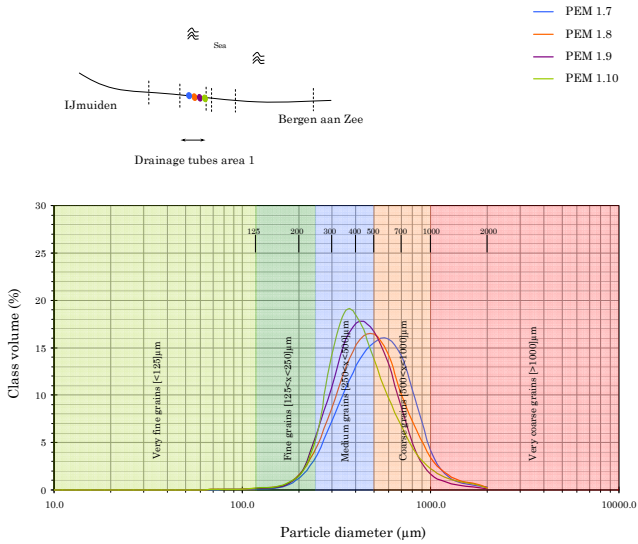 PEM 1.7
PEM 1.8
PEM 1.9
PEM 1.10
Sea
IJmuiden
Bergen aan Zee
Drainage tubes area 1
30
25
20
15
10
5
0
Class volume (%)
125
200
300
400
500
700
1000
2000
Very fine grains [<125]µm
Fine grains [125<x<250]µm
Medium grains [250<x<500]µm
Coarse grains [500<x<1000]µm
Very coarse grains [>1000]µm
10.0
100.0
1000.0
10000.0
Particle diameter (µm)